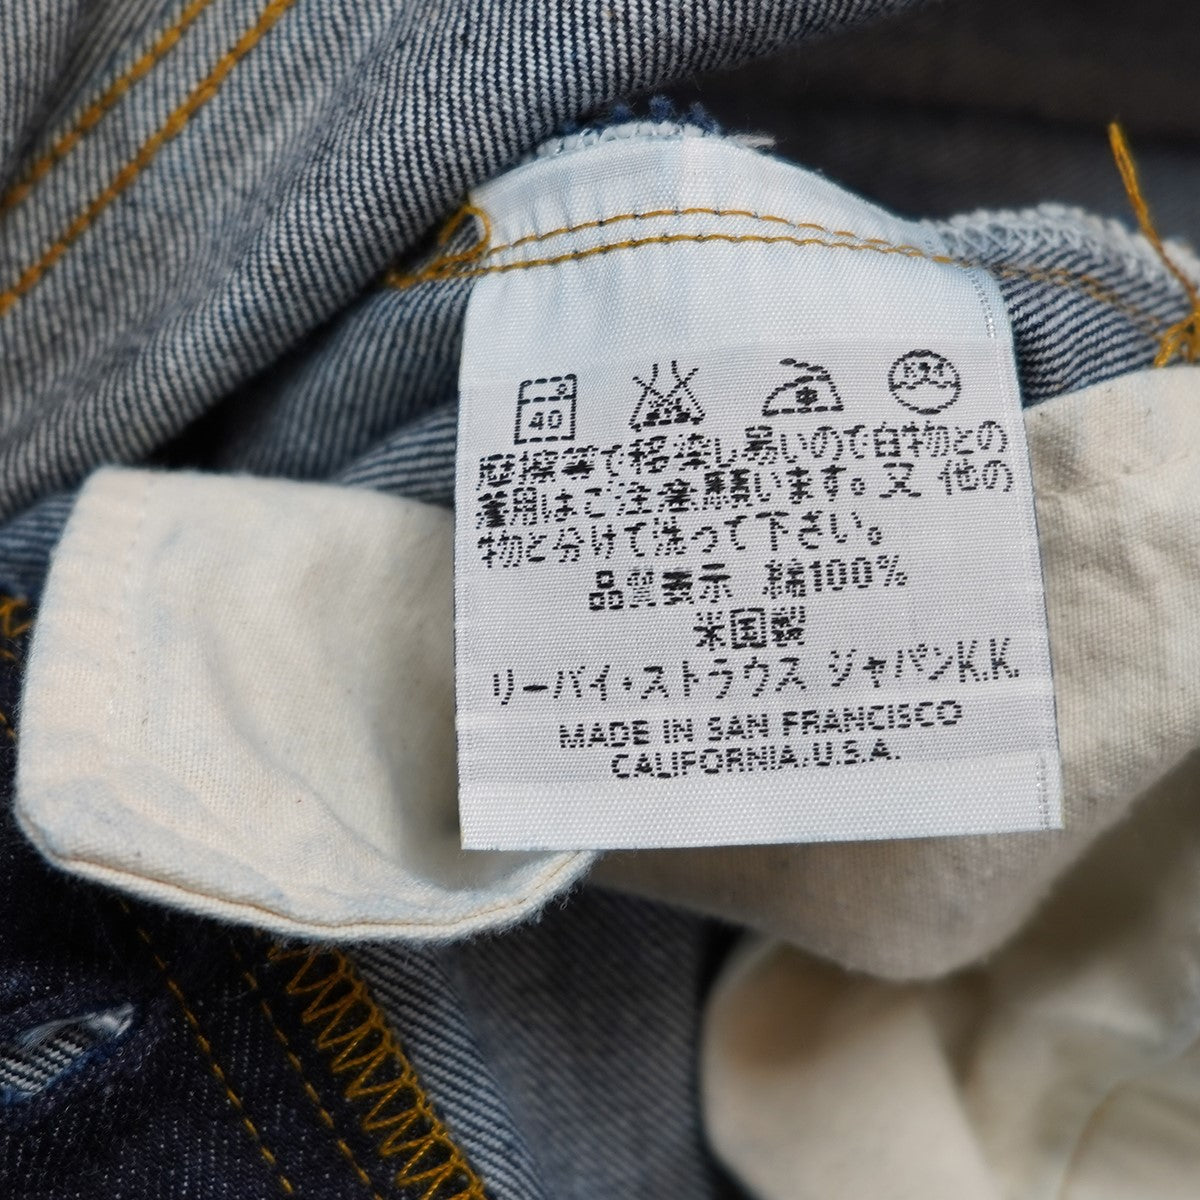 40
摩擦等で移染し易いので白物との
着用はご注意願います。又 他の
物と分けて洗って下さい。
品質表示 綿100%
米国製
リーバイ・ストラウス ジャパンK.K.
MADE IN SAN FRANCISCO
CALIFORNIA.U.S.A.